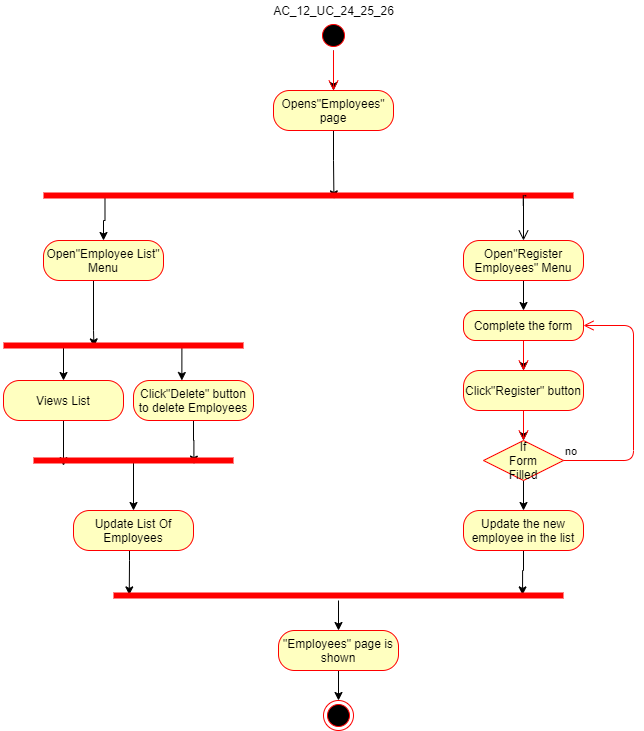 AC_12_UC_24_25_26
Opens"Employees"
page
Open"Employee List"
Menu
Open"Register
Employees" Menu
Complete the form
Views List
Click"Delete" button
to delete Employees
Click"Register" button
If
Form
Filled
no
Update List Of
Employees
Update the new
employee in the list
"Employees" page is
shown